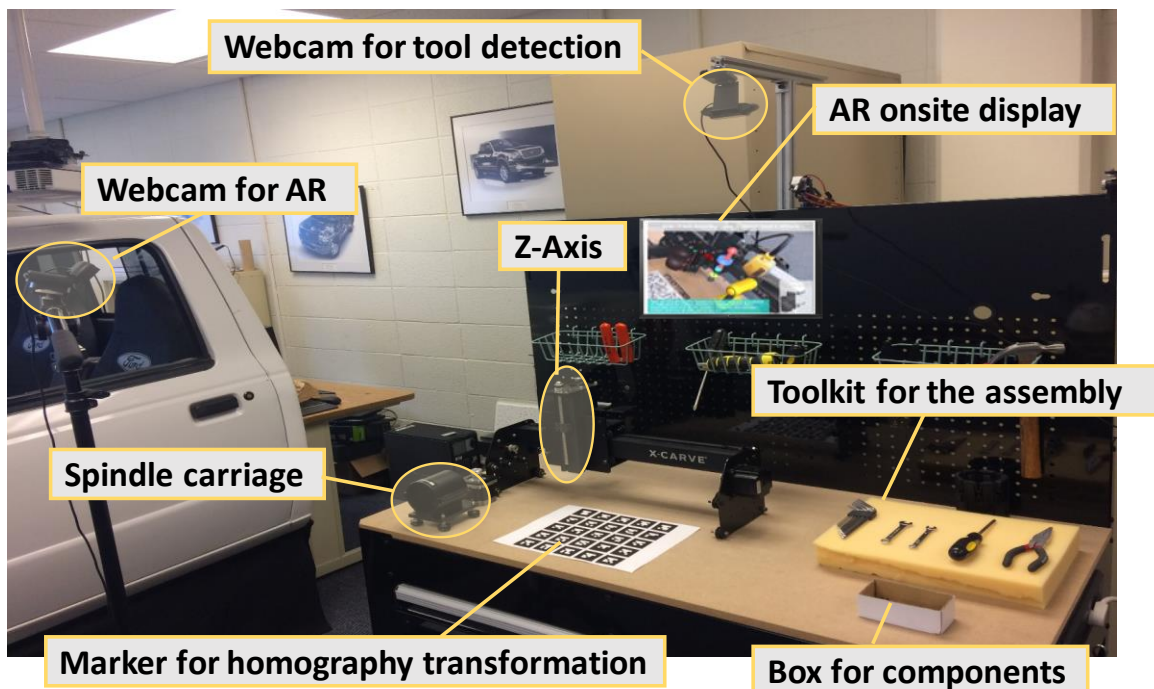 Webcam for tool detection
AR onsite display
Webcam for AR
Z-Axis
Toolkit for the assembly
X-CARVE
Spindle carriage
Marker for homography transformation
Box for components